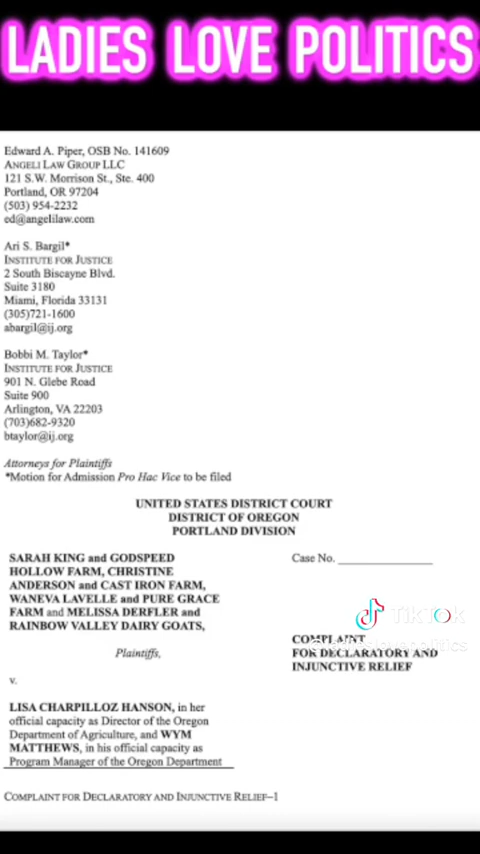 LADIES LOVE POLITICS
Edward A. Piper, OSB No. 141609
ANGELI LAW GROUP LLC
121 S.W. Morrison St., Ste. 400
Portland, OR 97204
(503) 954-2232
ed@angelilaw.com
Ari S. Bargil*
INSTITUTE FOR JUSTICE
2 South Biscayne Blvd.
Suite 3180
Miami, Florida 33131
(305)721-1600
abargil@ij.org
Bobbi M. Taylor*
INSTITUTE FOR JUSTICE
901 N. Glebe Road
Suite 900
Arlington, VA 22203
(703)682-9320
btaylor@ij.org
Attorneys for Plaintiffs
*Motion for Admission Pro Hac Vice to be filed
UNITED STATES DISTRICT COURT
DISTRICT OF OREGON
PORTLAND DIVISION
SARAH KING and GODSPEED
HOLLOW FARM, CHRISTINE
ANDERSON and CAST IRON FARM,
WANEVA LAVELLE and PURE GRACE
FARM and MELISSA DERFLER and
RAINBOW VALLEY DAIRY GOATS,
Plaintiffs,
v.
LISA CHARPILLOZ HANSON, in her
official capacity as Director of the Oregon
Department of Agriculture, and WYM
MATTHEWS, in his official capacity as
Program Manager of the Oregon Department
Case No.
TikTok
COMPLAINT
FOR DECLARATORY AND
INJUNCTIVE RELIEF
COMPLAINT FOR DECLARATORY AND INJUNCTIVE RELIEF–1